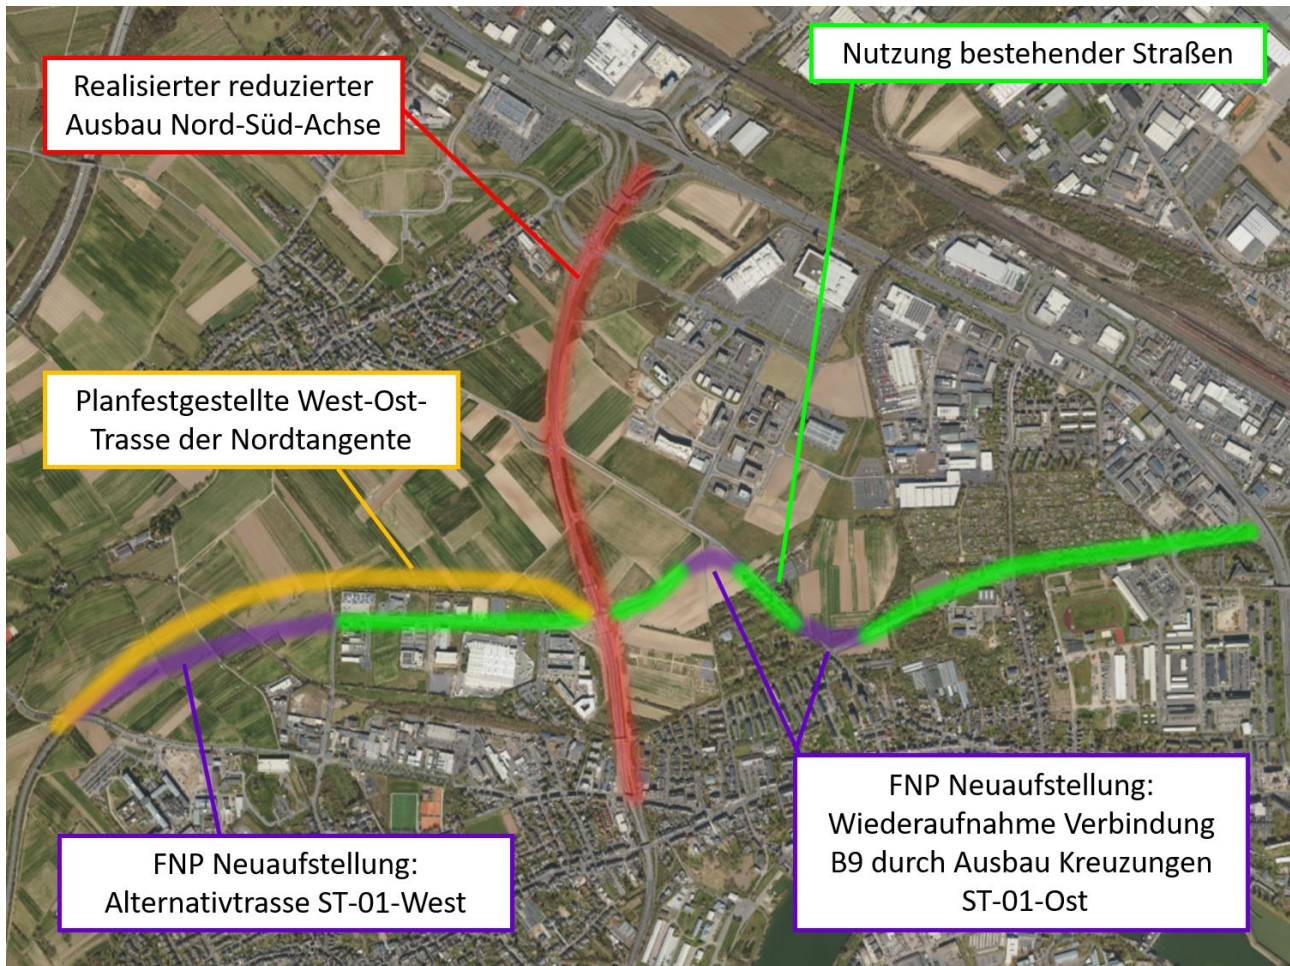 Realisierter reduzierter
Ausbau Nord-Süd-Achse
Nutzung bestehender Straßen
Planfestgestellte West-Ost-
Trasse der Nordtangente
FNP Neuaufstellung:
Alternativtrasse ST-01-West
FNP Neuaufstellung:
Wiederaufnahme Verbindung
B9 durch Ausbau Kreuzungen
ST-01-Ost